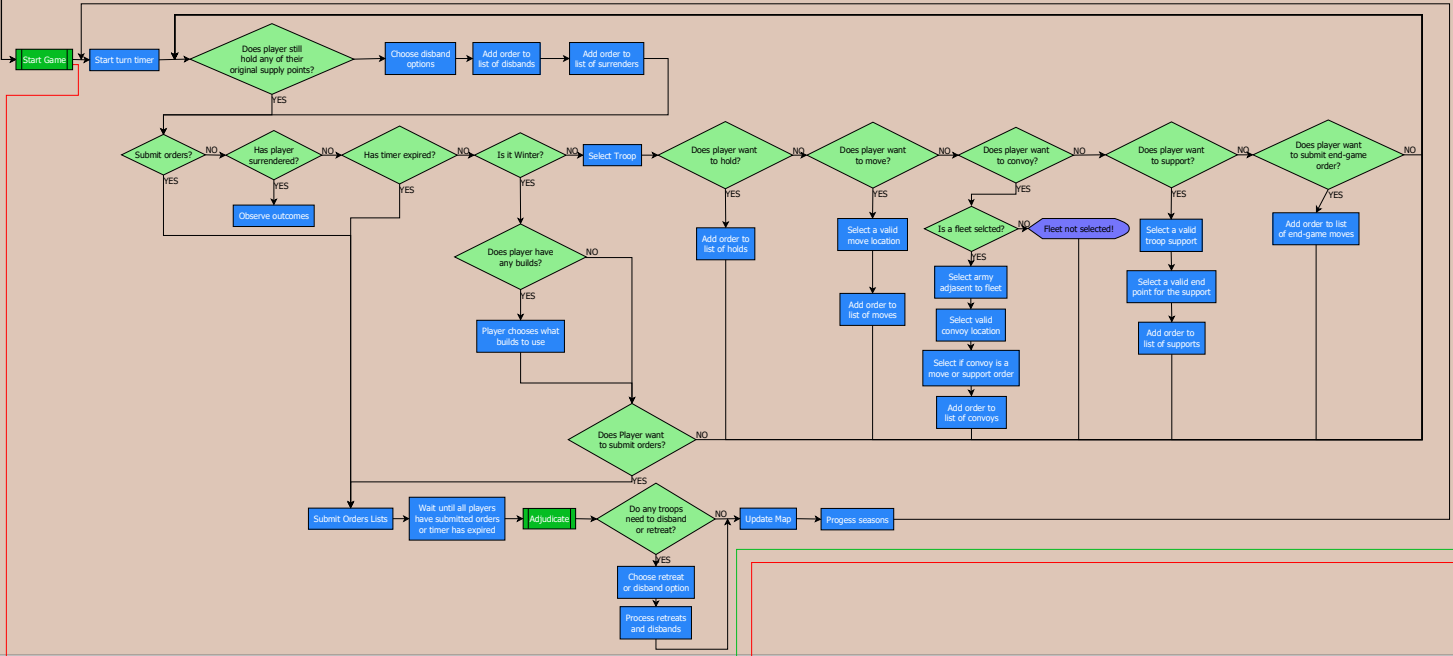 Start Game
Start turn timer
Does player still
hold any of their
original supply points?
YES
Choose disband
options
Add order to
list of disbands
Add order to
list of surrenders
Submit orders?
NO
YES
Has player
surrendered?
NO
YES
Observe outcomes
Has timer expired?
NO
YES
Is it Winter?
NO
YES
Select Troop
Does player want
to hold?
NO
YES
Add order to
list of holds
Does player want
to move?
NO
YES
Select a valid
move location
Add order to
list of moves
Does player want
to convoy?
NO
YES
Is a fleet selcted?
NO
YES
Fleet not selected!
Select army
adjasent to fleet
Select valid
convoy location
Select if convoy is a
move or support order
Add order to
list of convoys
Does player want
to support?
NO
YES
Select a valid
troop support
Select a valid end
point for the support
Add order to
list of supports
Does player want
to submit end-game
order?
NO
YES
Add order to list
of end-game moves
Does player have
any builds?
NO
YES
Player chooses what
builds to use
Does Player want
to submit orders?
NO
YES
Submit Orders Lists
Wait until all players
have submitted orders
or timer has expired
Adjudicate
Do any troops
need to disband
or retreat?
NO
YES
Choose retreat
or disband option
Process retreats
and disbands
Update Map
Progess seasons